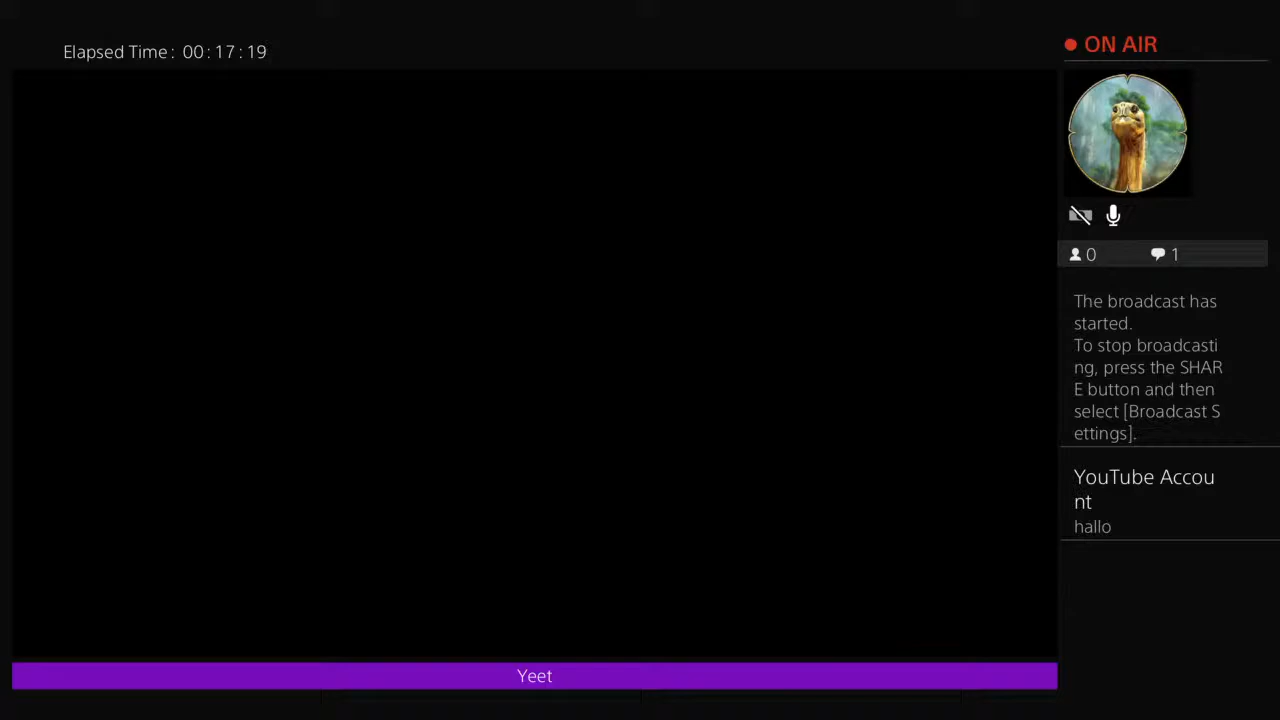 Elapsed Time: 00:17:19
ON AIR
0 1
The broadcast has
started.
To stop broadcasti
ng, press the SHAR
E button and then
select [Broadcast S
ettings].
YouTube Accou
nt
hallo
Yeet